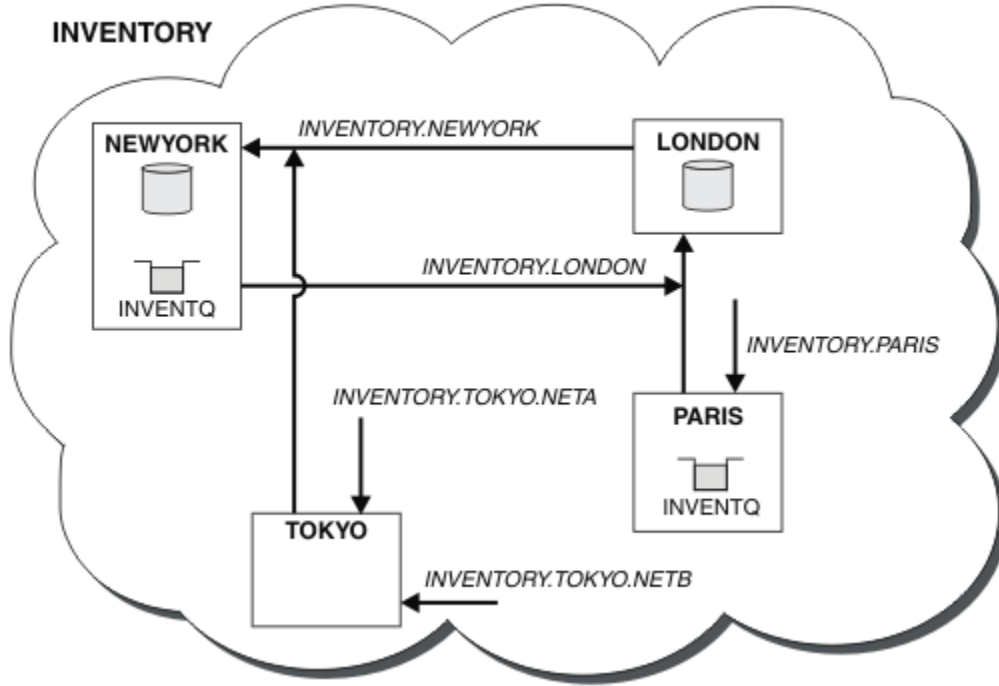 INVENTORY
INVENTORY.NEWYORK
NEWYORK
LONDON
INVENTORY.LONDON
INVENTQ
INVENTORY.PARIS
INVENTORY.TOKYO.NETA
PARIS
INVENTQ
TOKYO
INVENTORY.TOKYO.NETB